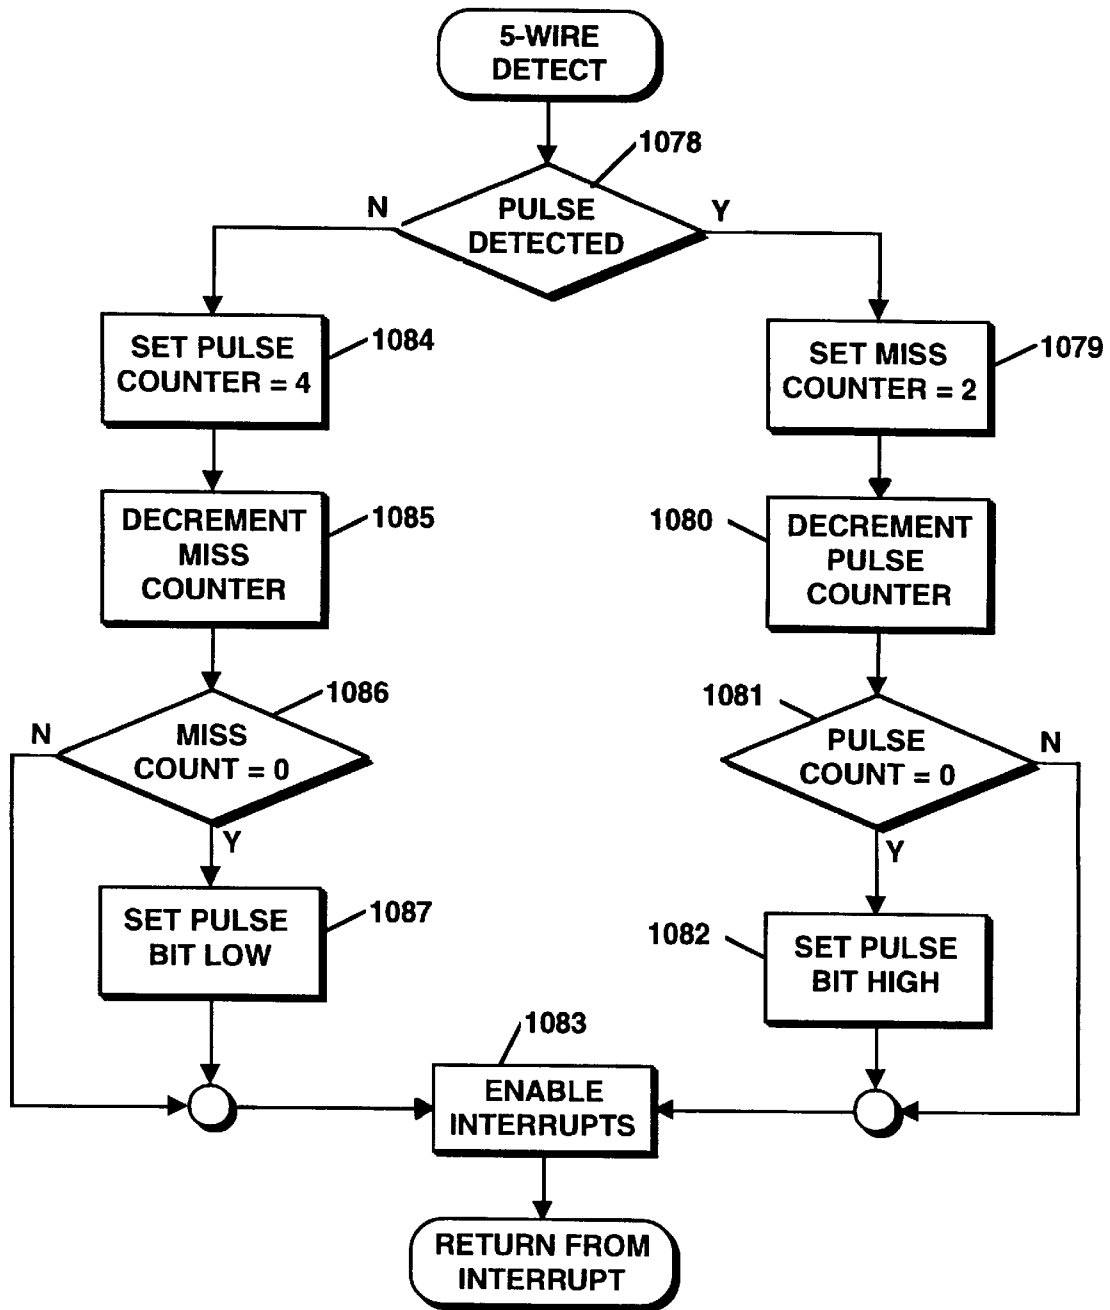 5-WIRE
DETECT
1078
N
PULSE
DETECTED
Y
SET PULSE
COUNTER = 4
1084
SET MISS
COUNTER = 2
1079
DECREMENT
MISS
COUNTER
1085
1080
DECREMENT
PULSE
COUNTER
1086
N
MISS
COUNT = 0
Y
1081
PULSE
COUNT = 0
N
Y
SET PULSE
BIT LOW
1087
1082
SET PULSE
BIT HIGH
1083
ENABLE
INTERRUPTS
RETURN FROM
INTERRUPT